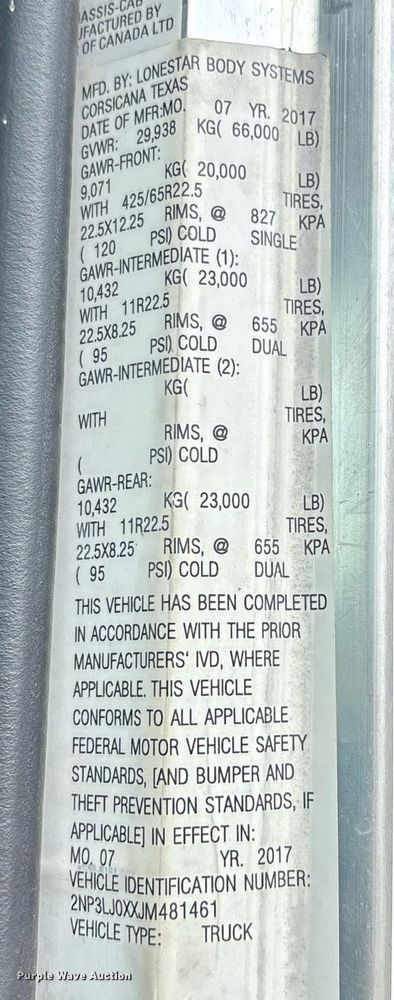 ASSIS-CAB
UFACTURED BY
OF CANADA LTD
MFD. BY: LONESTAR BODY SYSTEMS
CORSICANA TEXAS
DATE OF MFR:MO. 07 YR. 2017
GVWR: 29,938 KG( 66,000 LB)
GAWR-FRONT:
9,071 KG( 20,000 LB)
WITH 425/65R22.5 TIRES,
22.5X12.25 RIMS, @ 827 KPA
( 120 PSI) COLD SINGLE
GAWR-INTERMEDIATE (1):
10,432 KG( 23,000 LB)
WITH 11R22.5 TIRES,
22.5X8.25 RIMS, @ 655 KPA
( 95 PSI) COLD DUAL
GAWR-INTERMEDIATE (2):
KG( LB)
WITH TIRES,
RIMS, @ KPA
( PSI) COLD
GAWR-REAR:
10,432 KG( 23,000 LB)
WITH 11R22.5 TIRES,
22.5X8.25 RIMS, @ 655 KPA
( 95 PSI) COLD DUAL
THIS VEHICLE HAS BEEN COMPLETED
IN ACCORDANCE WITH THE PRIOR
MANUFACTURERS' IVD, WHERE
APPLICABLE. THIS VEHICLE
CONFORMS TO ALL APPLICABLE
FEDERAL MOTOR VEHICLE SAFETY
STANDARDS, [AND BUMPER AND
THEFT PREVENTION STANDARDS, IF
APPLICABLE] IN EFFECT IN:
MO. 07 YR. 2017
VEHICLE IDENTIFICATION NUMBER:
2NP3LJ0XXJM481461
VEHICLE TYPE: TRUCK
Purple Wave Auction